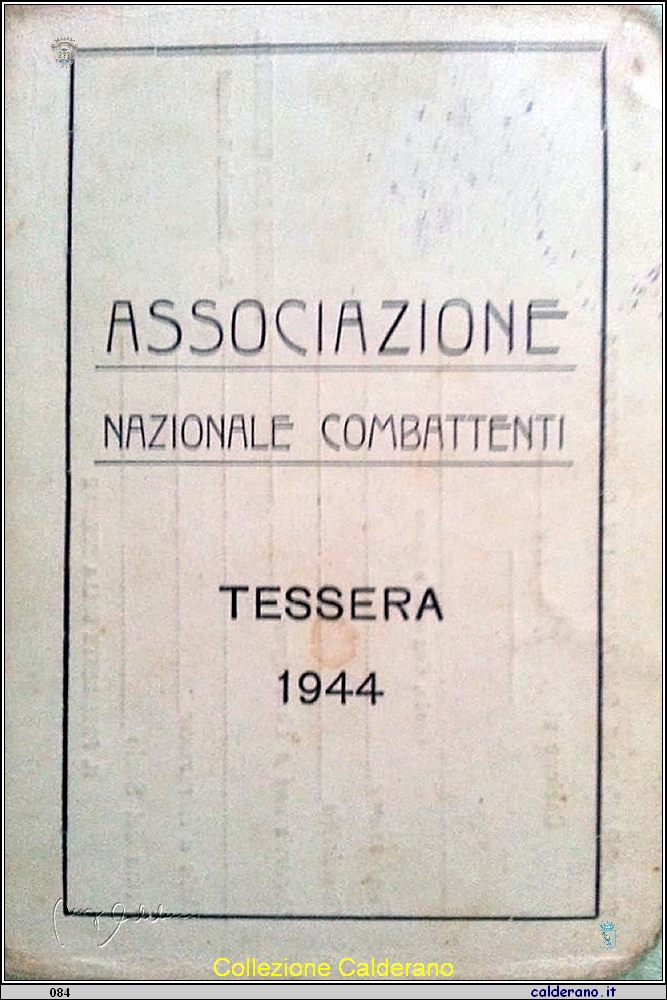 ASSOCIAZIONE
NAZIONALE COMBATTENTI
TESSERA
1944
Collezione Calderano
084
calderano.it